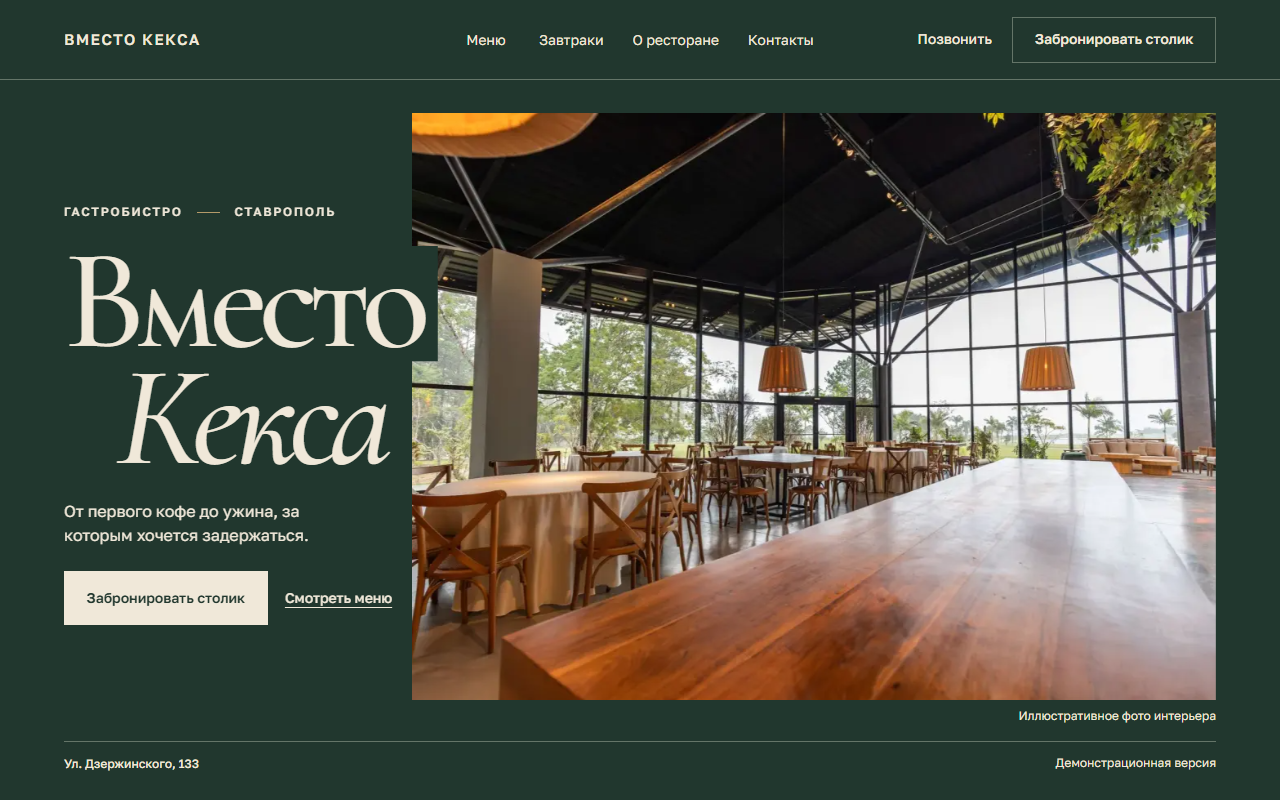 ВМЕСТО КЕКСА
Меню
Завтраки
О ресторане
Контакты
Позвонить
Забронировать столик
ГАСТРОБИСТРО — СТАВРОПОЛЬ
Вместо
Кекса
От первого кофе до ужина, за
которым хочется задержаться.
Забронировать столик
Смотреть меню
Иллюстративное фото интерьера
Ул. Дзержинского, 133
Демонстрационная версия